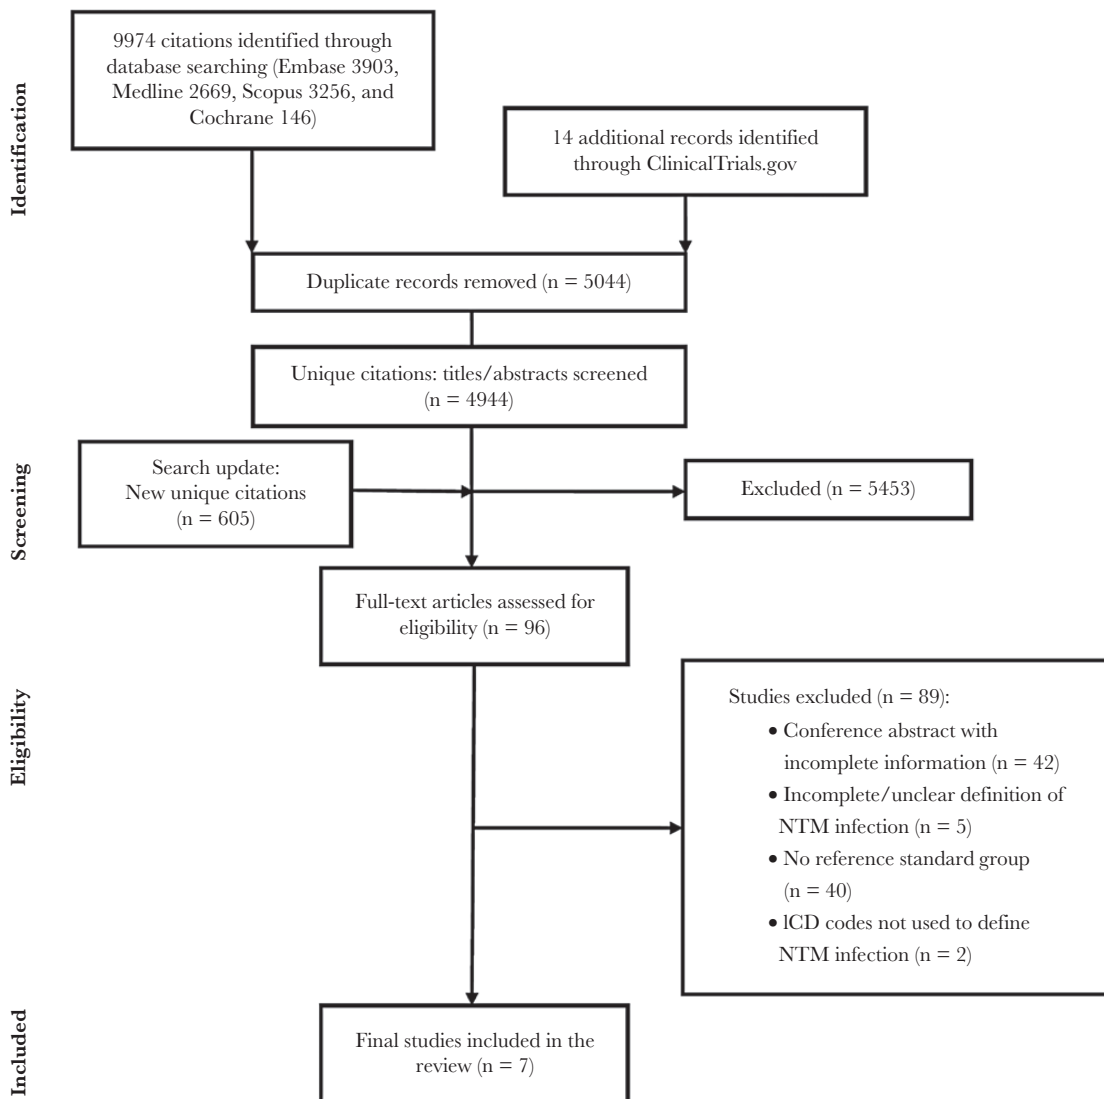 9974 citations identified through
database searching (Embase 3903,
Medline 2669, Scopus 3256, and
Cochrane 146)
Identification
14 additional records identified
through ClinicalTrials.gov
Duplicate records removed (n = 5044)
Unique citations: titles/abstracts screened
(n = 4944)
Screening
Search update:
New unique citations
(n = 605)
Excluded (n = 5453)
Full-text articles assessed for
eligibility (n = 96)
Eligibility
Studies excluded (n = 89):
• Conference abstract with
incomplete information (n = 42)
• Incomplete/unclear definition of
NTM infection (n = 5)
• No reference standard group
(n = 40)
• lCD codes not used to define
NTM infection (n = 2)
Included
Final studies included in the
review (n = 7)